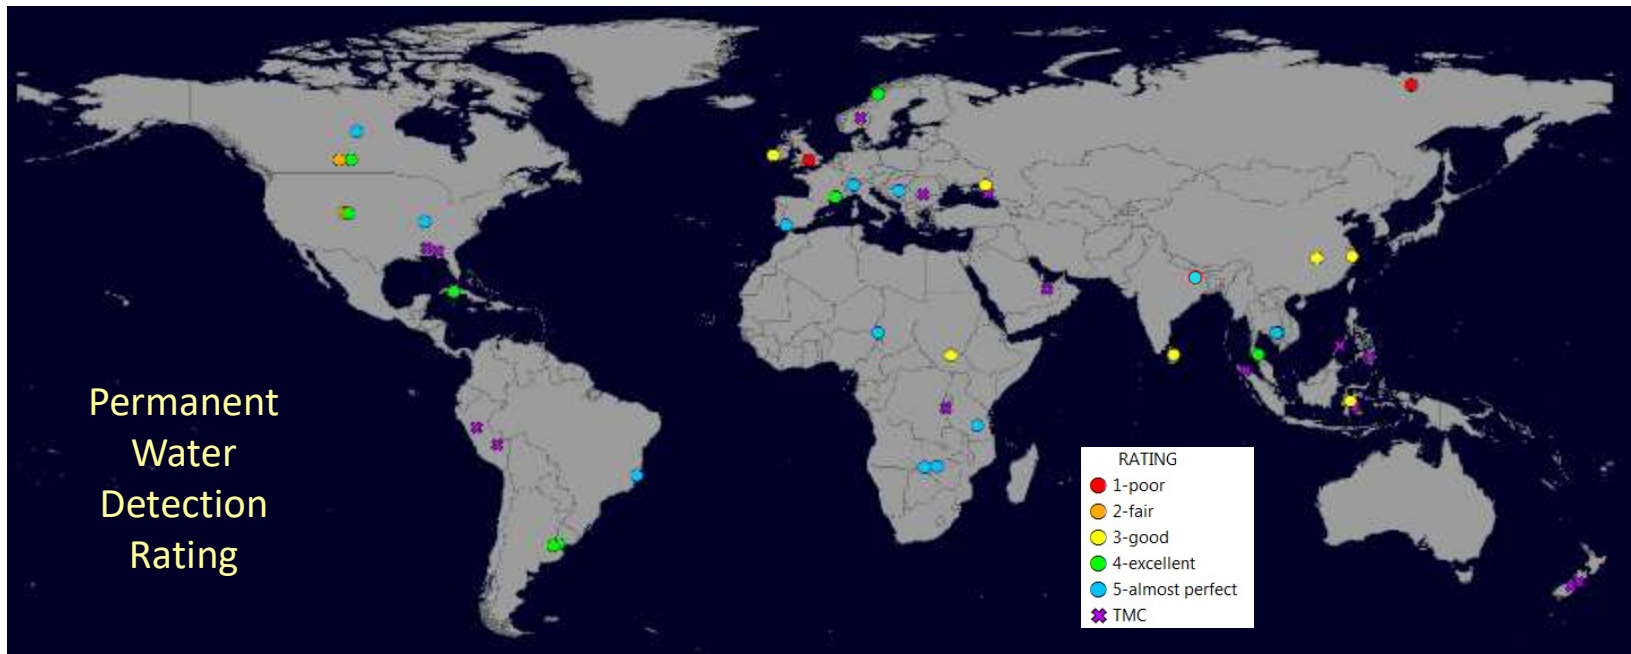 Permanent
Water
Detection
Rating
RATING
1-poor
2-fair
3-good
4-excellent
5-almost perfect
TMC